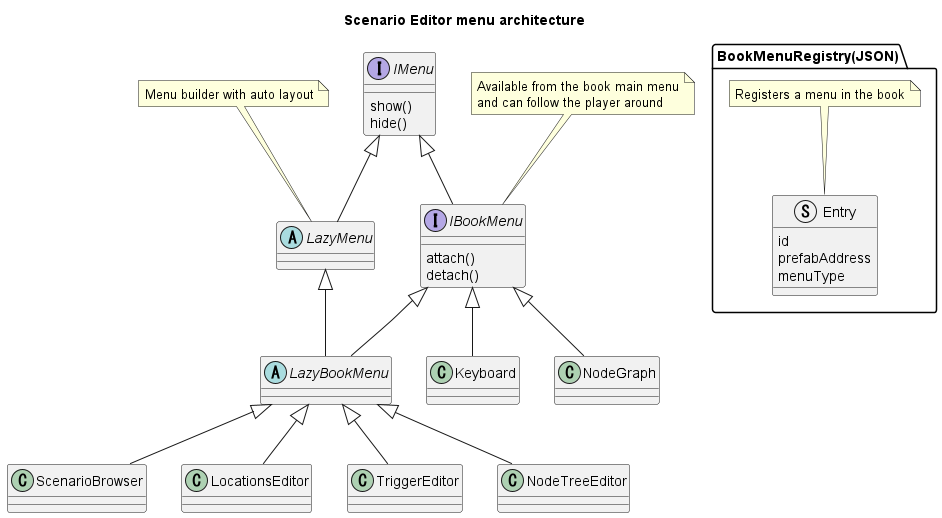 Scenario Editor menu architecture
BookMenuRegistry(JSON)
I IMenu
show()
hide()
Menu builder with auto layout
Available from the book main menu
and can follow the player around
Registers a menu in the book
A LazyMenu
I IBookMenu
attach()
detach()
S Entry
id
prefabAddress
menuType
A LazyBookMenu
C Keyboard
C NodeGraph
C ScenarioBrowser
C LocationsEditor
C TriggerEditor
C NodeTreeEditor